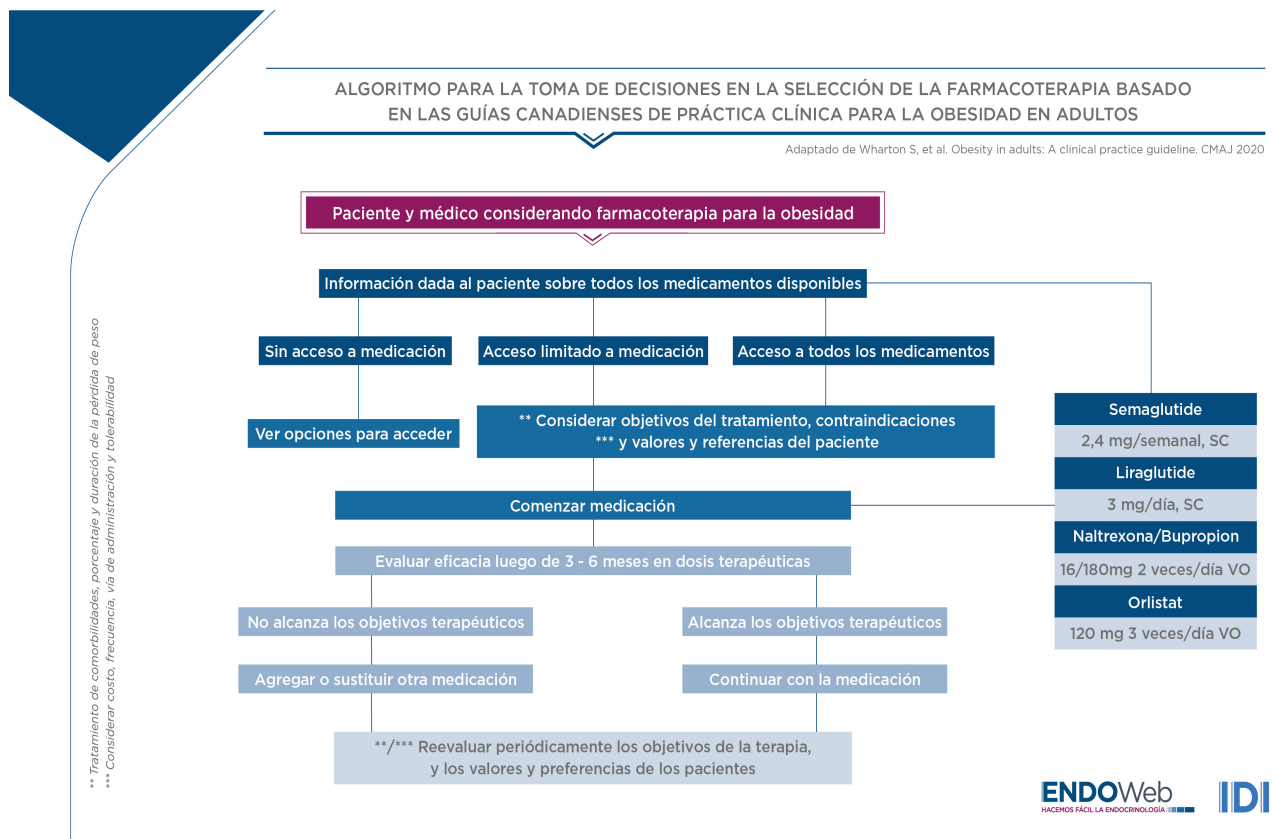 ALGORITMO PARA LA TOMA DE DECISIONES EN LA SELECCIÓN DE LA FARMACOTERAPIA BASADO
EN LAS GUÍAS CANADIENSES DE PRÁCTICA CLÍNICA PARA LA OBESIDAD EN ADULTOS
Adaptado de Wharton S, et al. Obesity in adults: A clinical practice guideline. CMAJ 2020
Paciente y médico considerando farmacoterapia para la obesidad
Información dada al paciente sobre todos los medicamentos disponibles
Sin acceso a medicación
Acceso limitado a medicación
Acceso a todos los medicamentos
Ver opciones para acceder
** Considerar objetivos del tratamiento, contraindicaciones
*** y valores y referencias del paciente
Comenzar medicación
Evaluar eficacia luego de 3 - 6 meses en dosis terapéuticas
No alcanza los objetivos terapéuticos
Alcanza los objetivos terapéuticos
Agregar o sustituir otra medicación
Continuar con la medicación
**/*** Reevaluar periódicamente los objetivos de la terapia,
y los valores y preferencias de los pacientes
Semaglutide
2,4 mg/semanal, SC
Liraglutide
3 mg/día, SC
Naltrexona/Bupropion
16/180mg 2 veces/día VO
Orlistat
120 mg 3 veces/día VO
** Tratamiento de comorbilidades, porcentaje y duración de la pérdida de peso
*** Considerar costo, frecuencia, vía de administración y tolerabilidad
ENDOWeb
HACEMOS FÁCIL LA ENDOCRINOLOGÍA
IDI